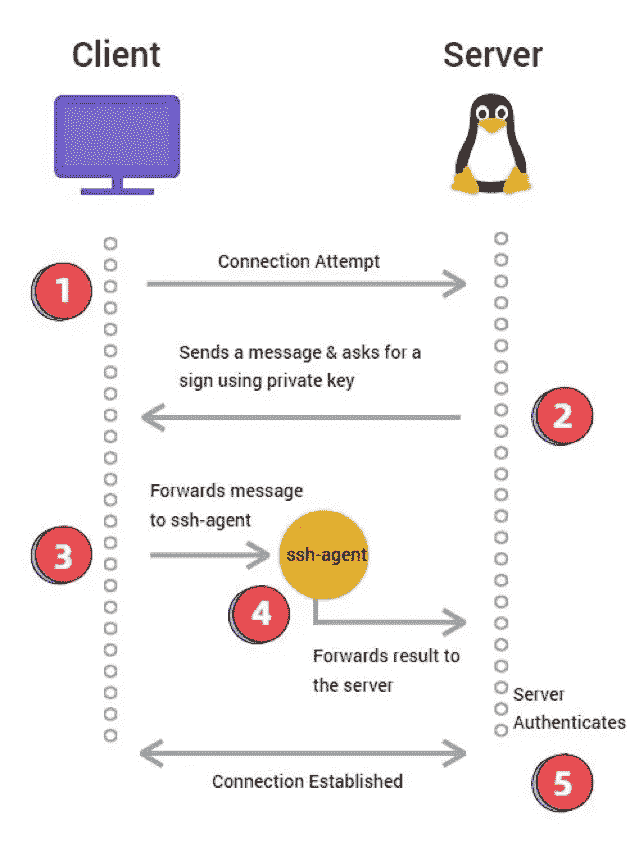 Client
Server
1
Connection Attempt
Sends a message & asks for a
sign using private key
2
Forwards message
to ssh-agent
3
ssh-agent
4
Forwards result to
the server
Server
Authenticates
Connection Established
5